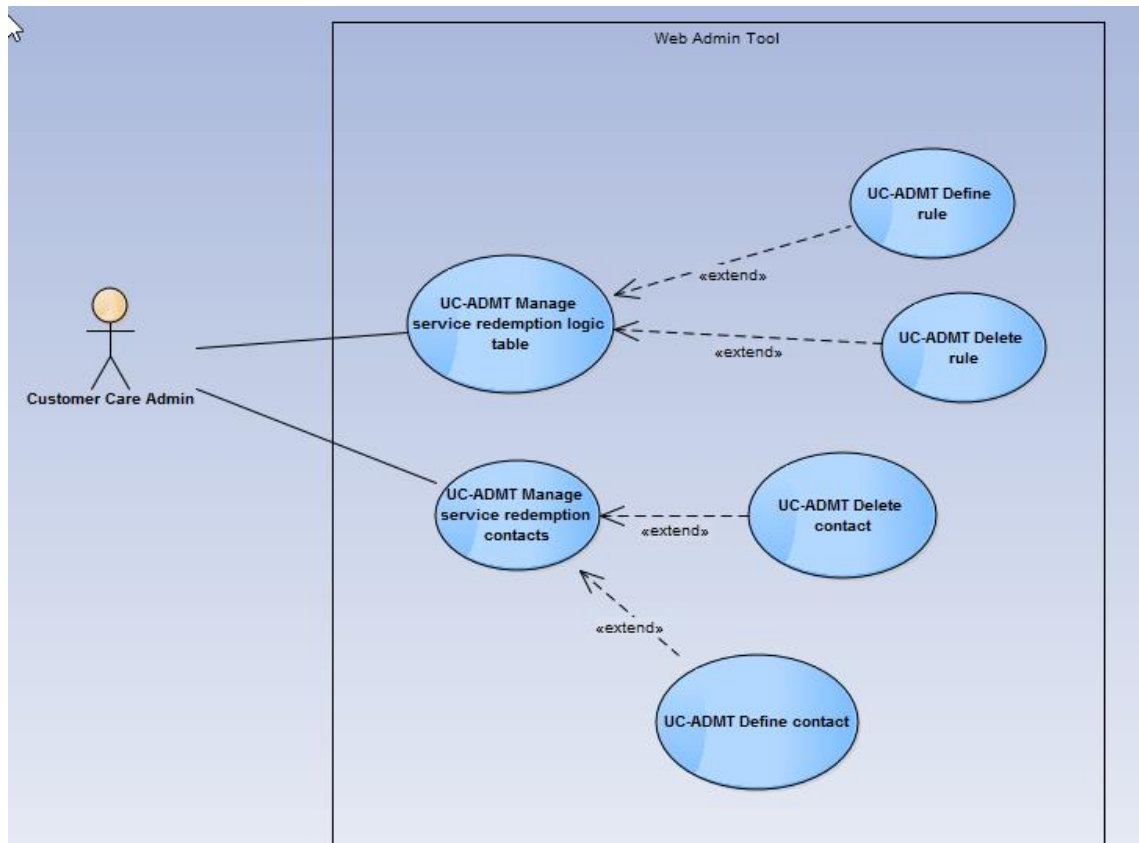 Web Admin Tool
UC-ADMT Define
rule
«extend»
UC-ADMT Manage
service redemption logic
table
UC-ADMT Delete
rule
«extend»
Customer Care Admin
UC-ADMT Manage
service redemption
contacts
UC-ADMT Delete
contact
«extend»
«extend»
UC-ADMT Define contact